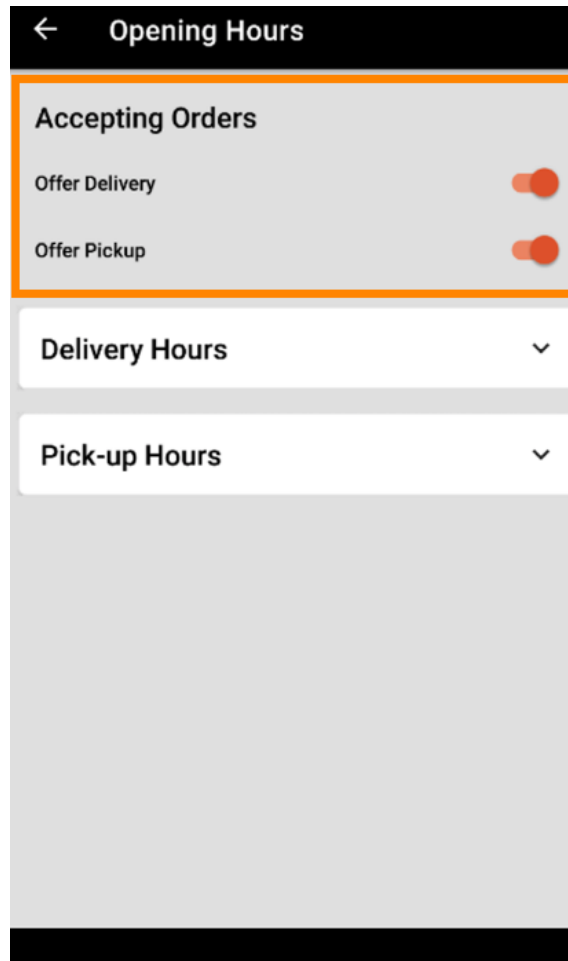 Opening Hours
Accepting Orders
Offer Delivery
Offer Pickup
Delivery Hours
Pick-up Hours